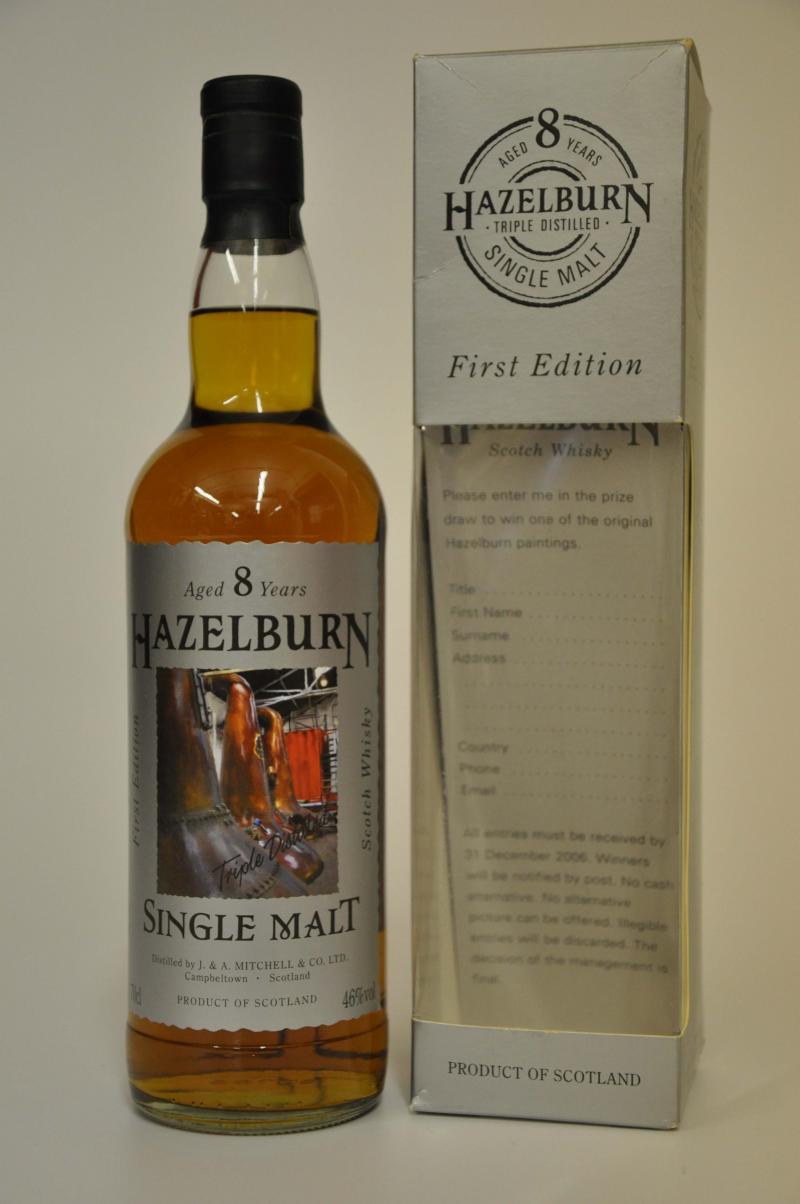 Aged 8 Years
HAZELBURN
First Edition
Scotch Whisky
Triple Distilled
SINGLE MALT
Distilled by J. & A. MITCHELL & CO. LTD.
Campbeltown · Scotland
70cl
PRODUCT OF SCOTLAND
46%vol
AGED 8 YEARS
HAZELBURN
· TRIPLE DISTILLED ·
SINGLE MALT
First Edition
HAZELBURN
Scotch Whisky
Please enter me in the prize
draw to win one of the original
Hazelburn paintings.
Title
First Name
Surname
Address
Country
Phone
Email
All entries must be received by
31 December 2006. Winners
will be notified by post. No cash
alternative. No alternative
picture can be offered. Illegible
entries will be discarded. The
decision of the management is
final.
PRODUCT OF SCOTLAND